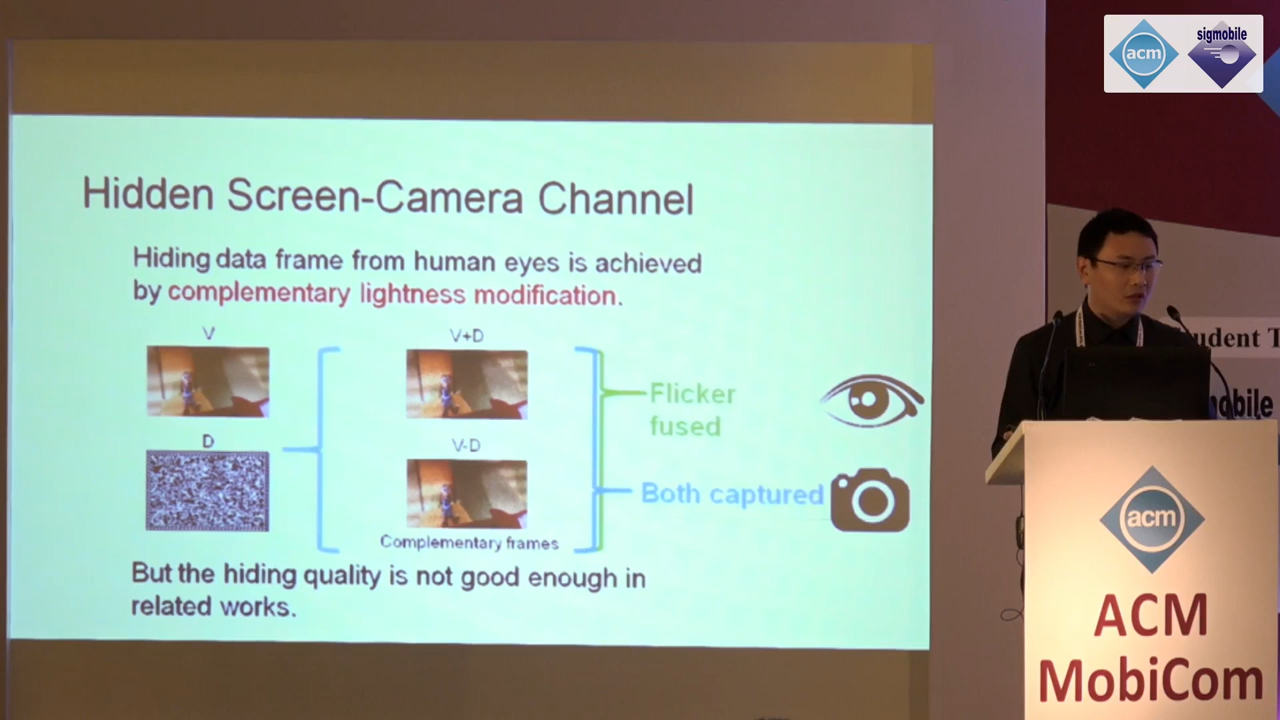 acm
sigmobile
Hidden Screen-Camera Channel
Hiding data frame from human eyes is achieved
by complementary lightness modification.
V
V+D
Flicker
fused
D
V-D
Both captured
Complementary frames
But the hiding quality is not good enough in
related works.
udent T
mobile
acm
ACM
MobiCom